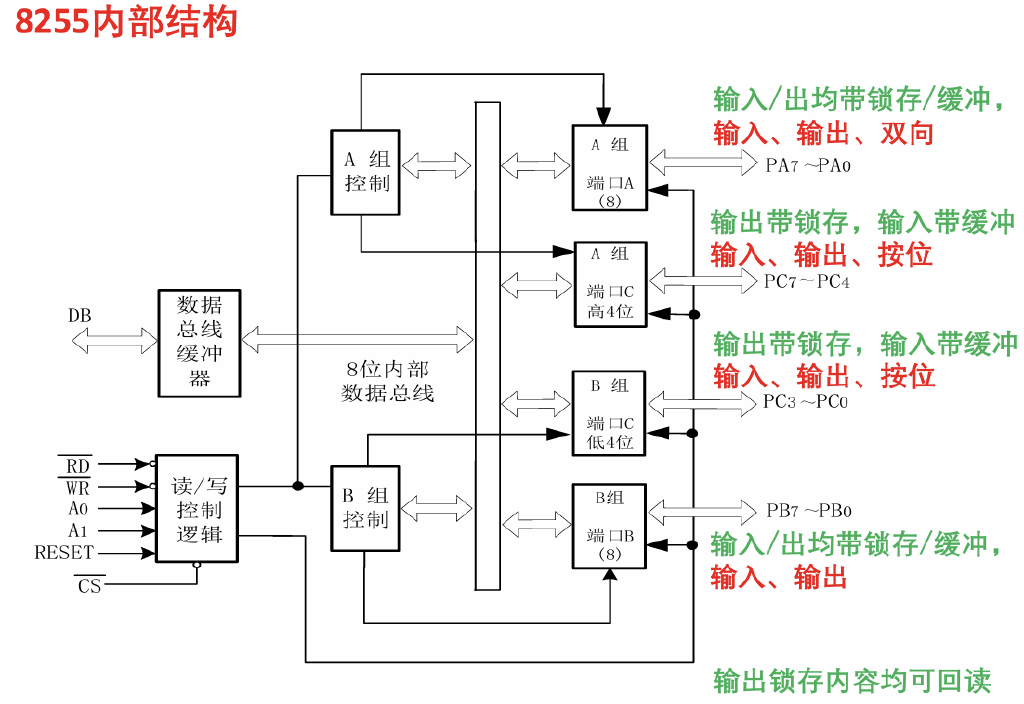 8255内部结构
输入/出均带锁存/缓冲，
输入、输出、双向
A 组
控制
A 组
端口A
(8)
PA7～PA0
输出带锁存，输入带缓冲
输入、输出、按位
A 组
端口C
高4位
PC7～PC4
DB
数据
总线
缓冲
器
8位内部
数据总线
输出带锁存，输入带缓冲
输入、输出、按位
B 组
端口C
低4位
PC3～PC0
RD
WR
A0
A1
RESET
CS
读/写
控制
逻辑
B 组
控制
B组
端口B
(8)
PB7～PB0
输入/出均带锁存/缓冲，
输入、输出
输出锁存内容均可回读